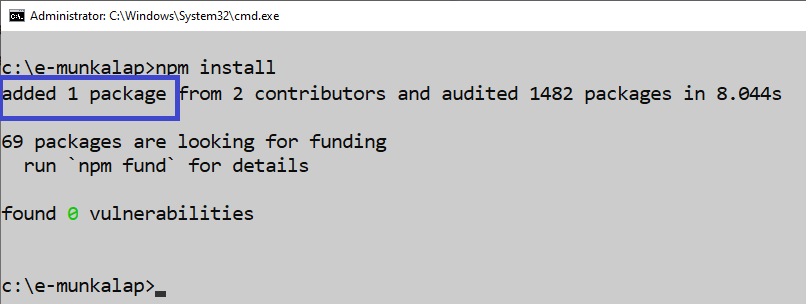 Administrator: C:\Windows\System32\cmd.exe
c:\e-munkalap>npm install
added 1 package from 2 contributors and audited 1482 packages in 8.044s
69 packages are looking for funding
  run `npm fund` for details
found 0 vulnerabilities
c:\e-munkalap>